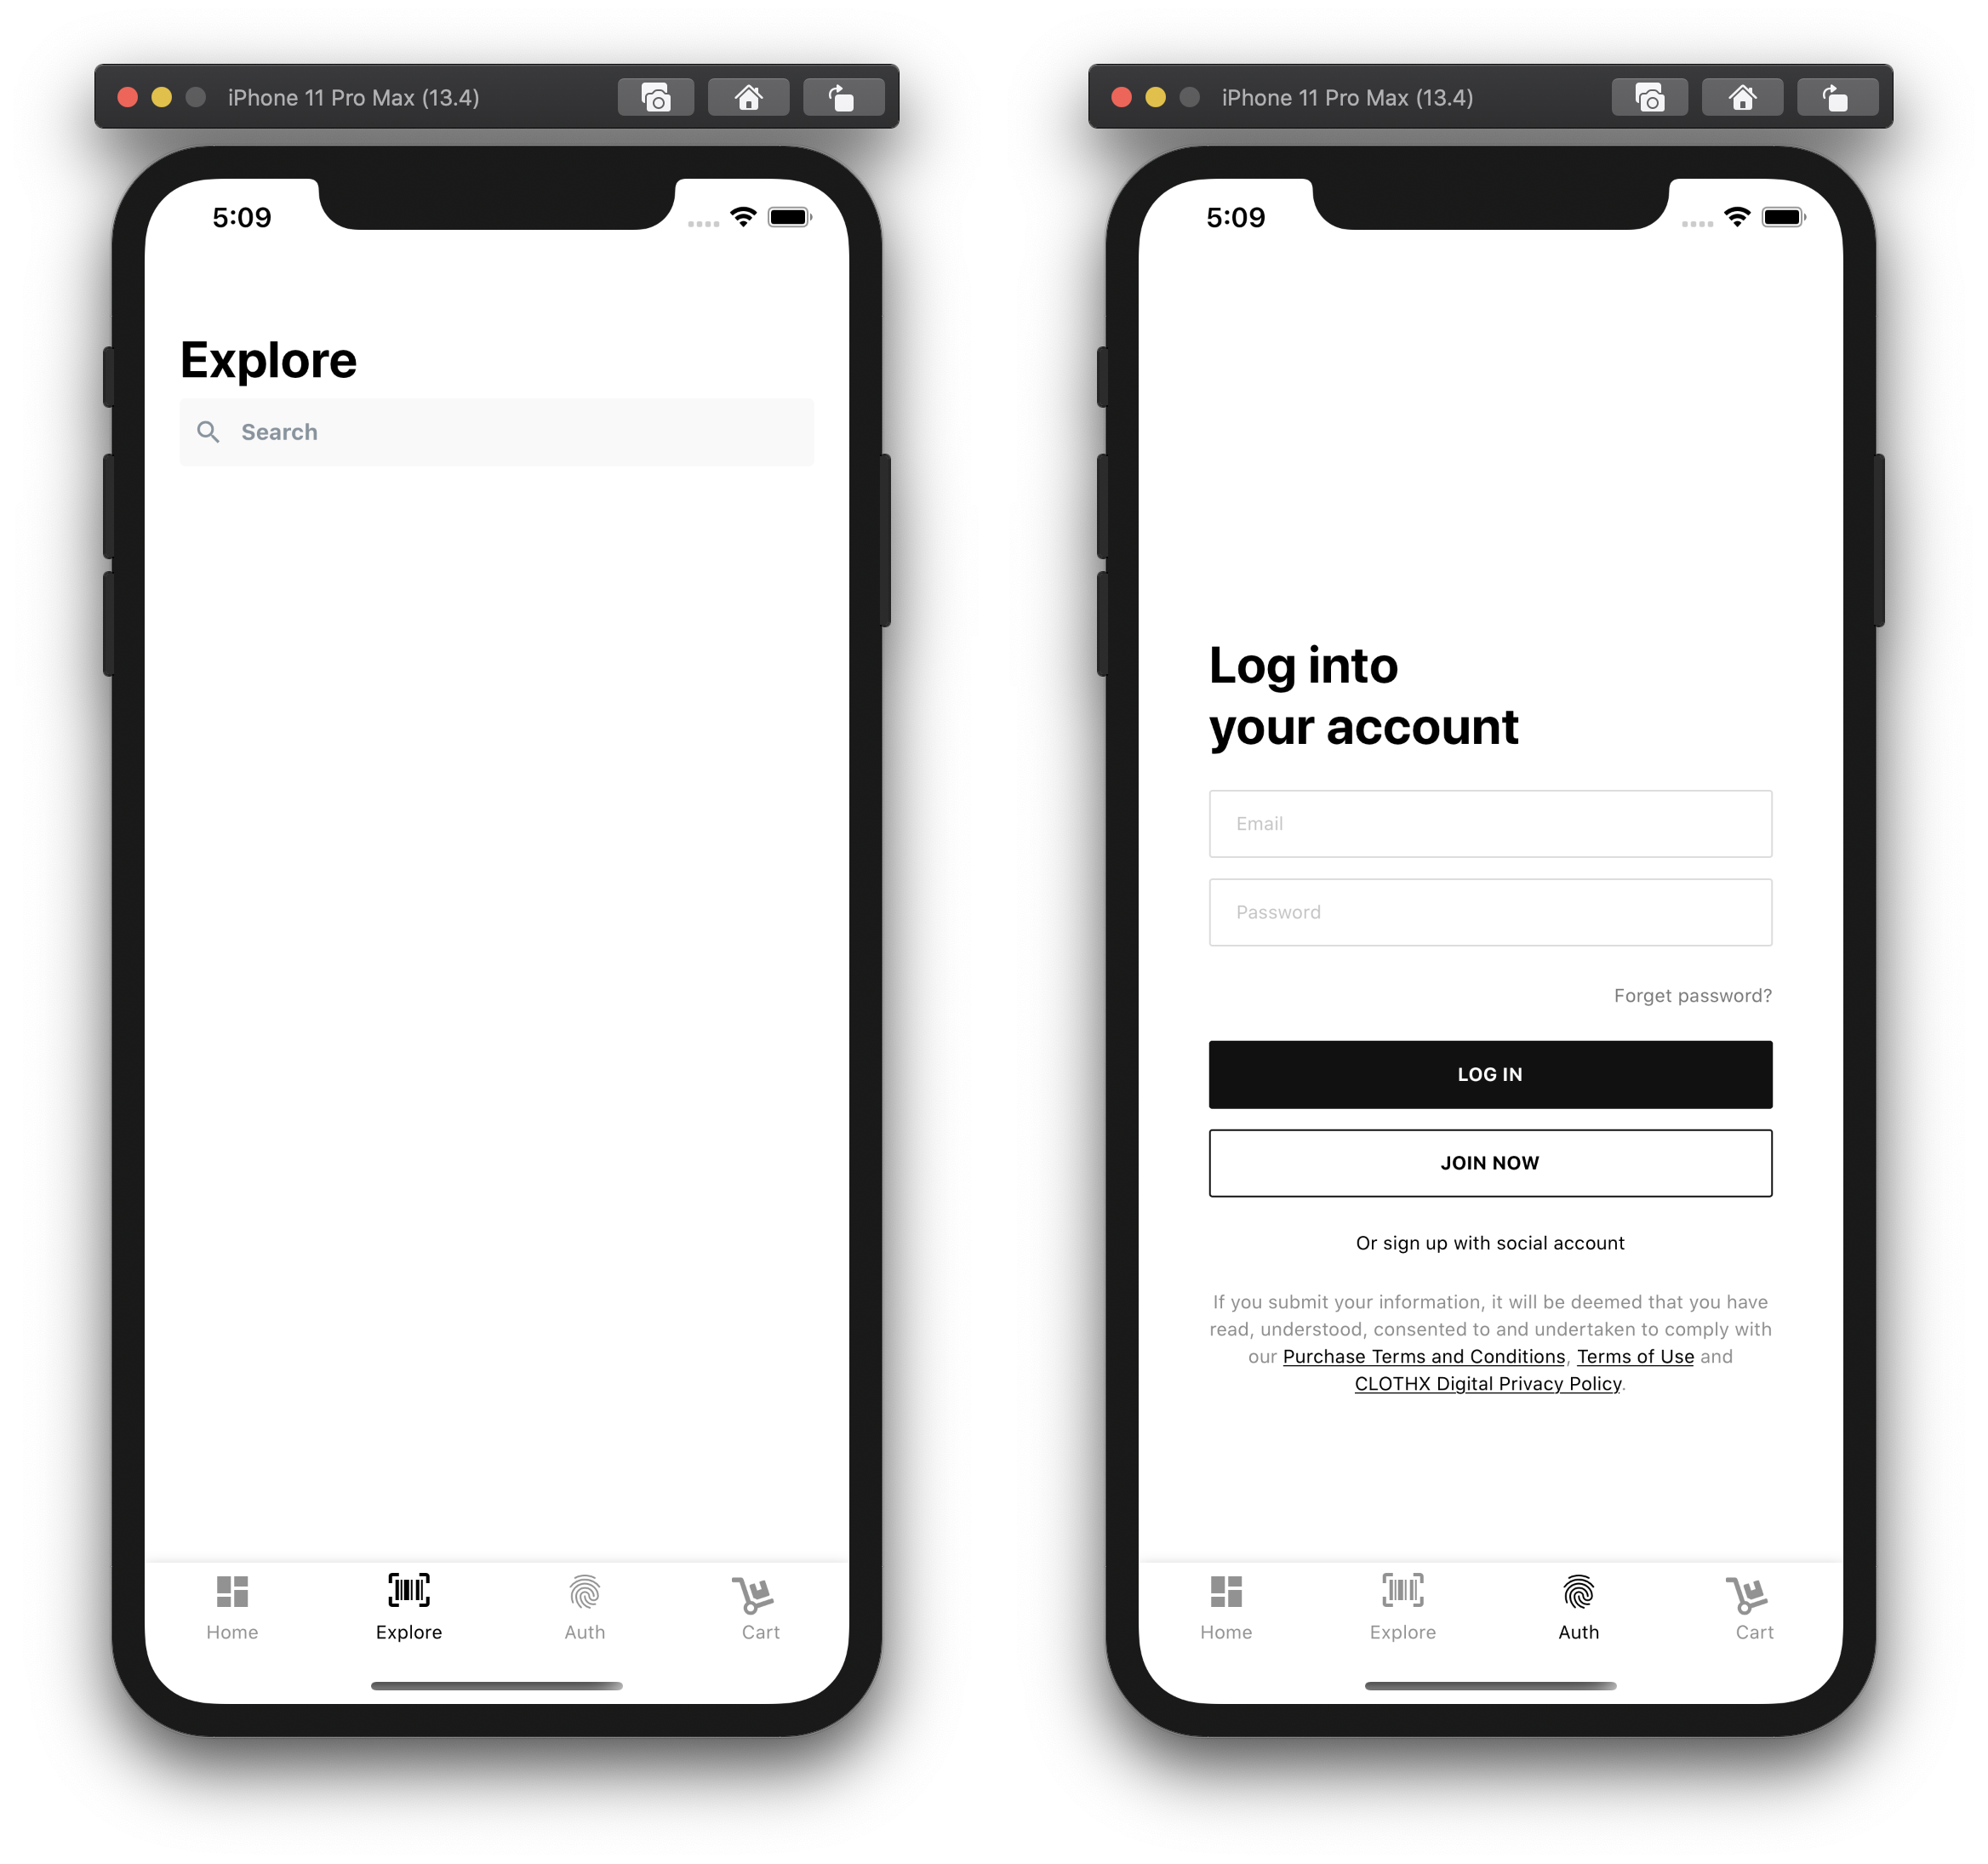 iPhone 11 Pro Max (13.4)
5:09
Explore
Search
Home
Explore
Auth
Cart
iPhone 11 Pro Max (13.4)
5:09
Log into
your account
Email
Password
Forget password?
LOG IN
JOIN NOW
Or sign up with social account
If you submit your information, it will be deemed that you have
read, understood, consented to and undertaken to comply with
our Purchase Terms and Conditions, Terms of Use and
CLOTHX Digital Privacy Policy.
Home
Explore
Auth
Cart